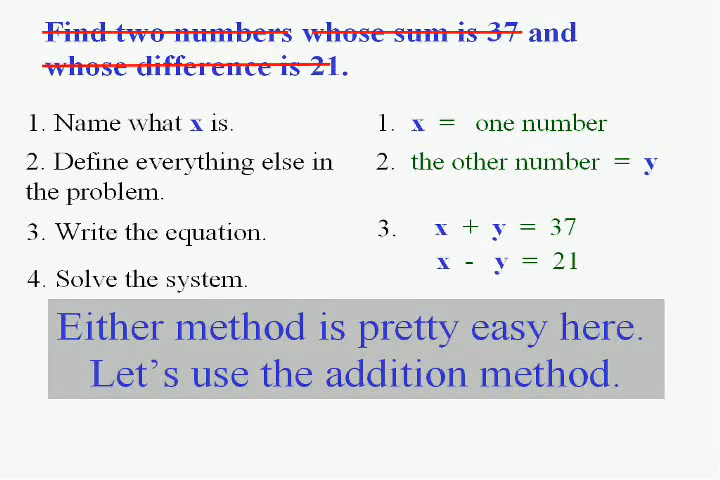 Find two numbers whose sum is 37 and
whose difference is 21.
1. Name what x is.
1. x = one number
2. Define everything else in
the problem.
2. the other number = y
3. Write the equation.
3. x + y = 37
x - y = 21
4. Solve the system.
Either method is pretty easy here.
Let's use the addition method.